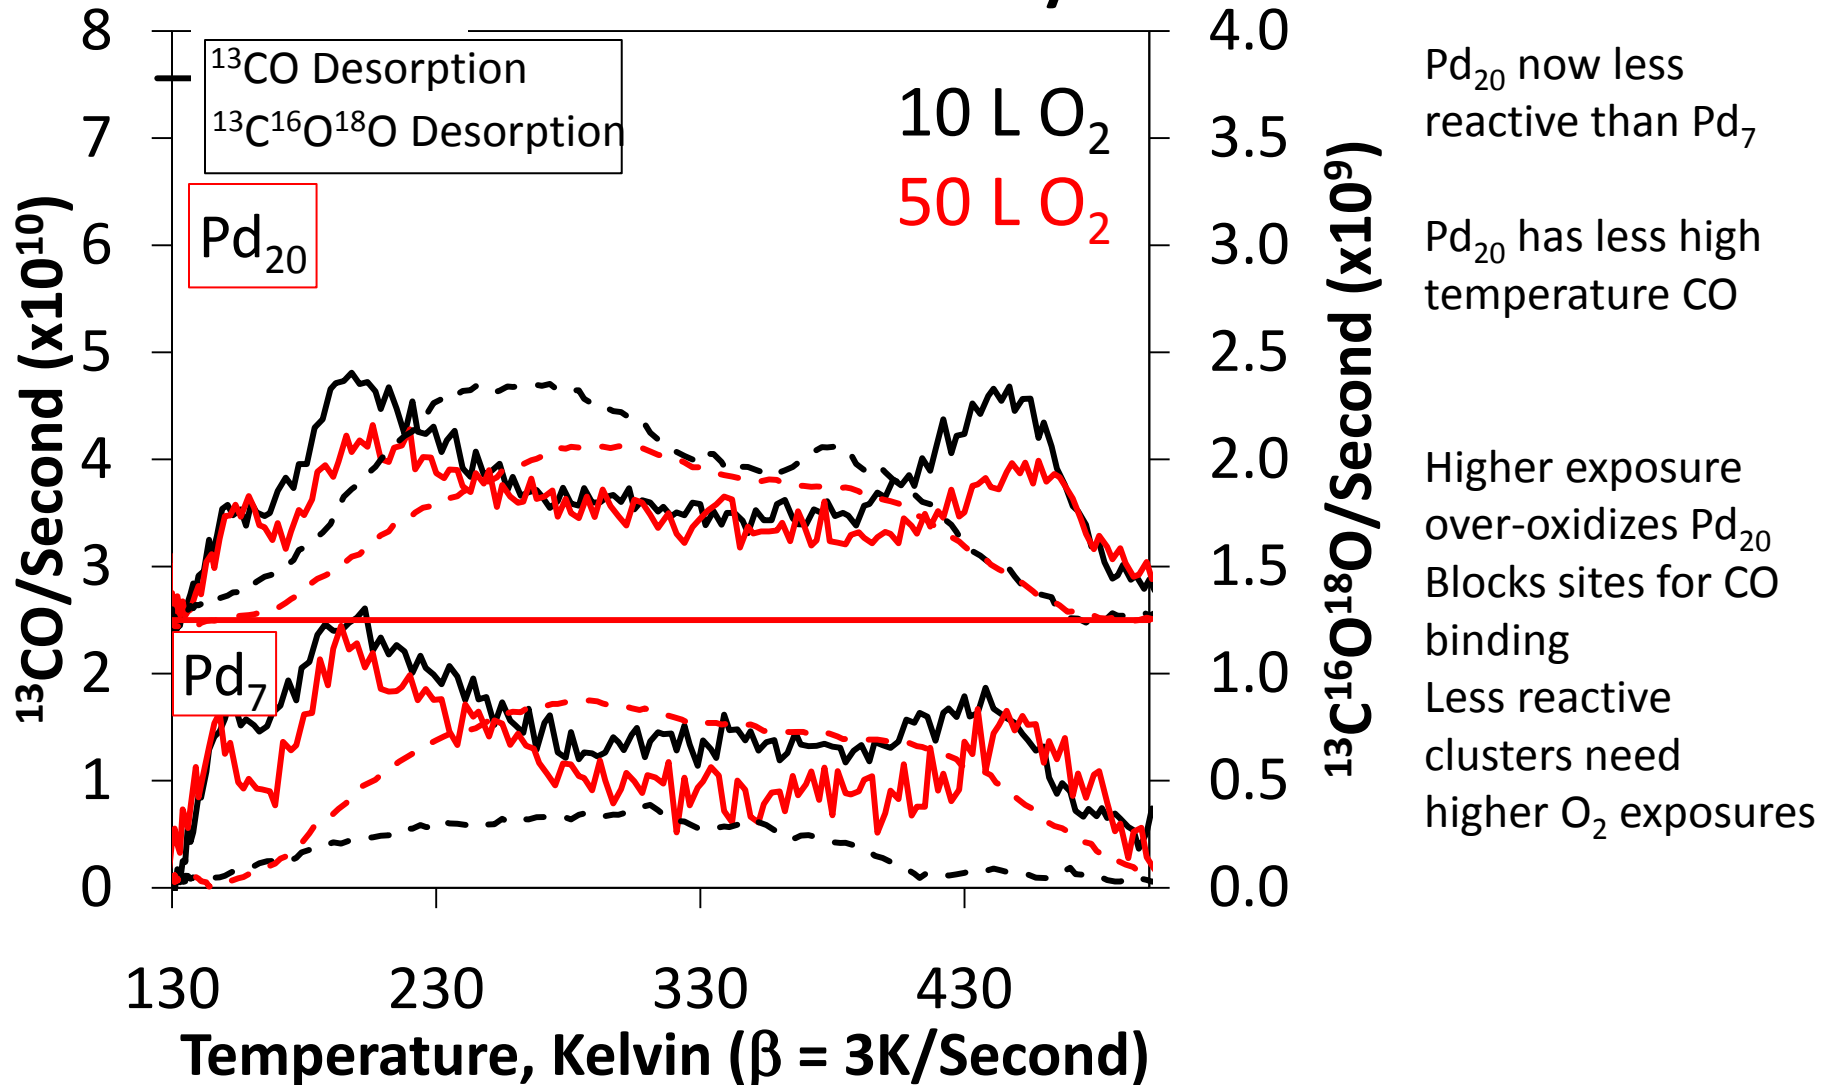 ¹³CO Desorption
¹³C¹⁶O¹⁸O Desorption
10 L O₂
50 L O₂
Pd₂₀
Pd₇
8
7
6
5
4
3
2
1
0
¹³CO/Second (x10¹⁰)
4.0
3.5
3.0
2.5
2.0
1.5
1.0
0.5
0.0
¹³C¹⁶O¹⁸O/Second (x10⁹)
130 230 330 430
Temperature, Kelvin (β = 3K/Second)
Pd₂₀ now less
reactive than Pd₇
Pd₂₀ has less high
temperature CO
Higher exposure
over-oxidizes Pd₂₀
Blocks sites for CO
binding
Less reactive
clusters need
higher O₂ exposures